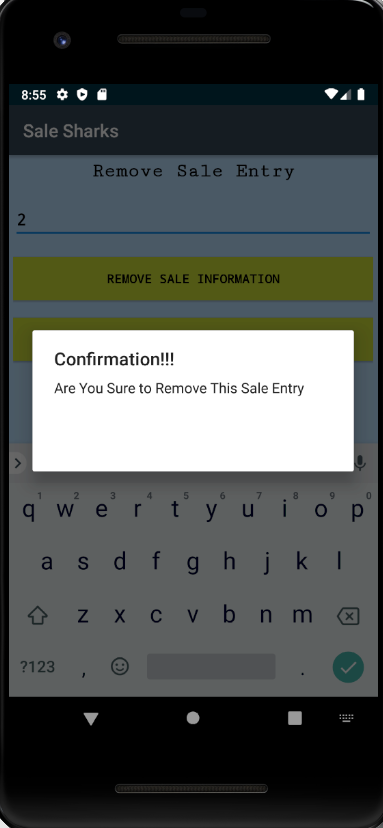 8:55
Sale Sharks
Remove Sale Entry
2
REMOVE SALE INFORMATION
Confirmation!!!
Are You Sure to Remove This Sale Entry
1 2 3 4 5 6 7 8 9 0
q w e r t y u i o p
a s d f g h j k l
z x c v b n m
?123 , .